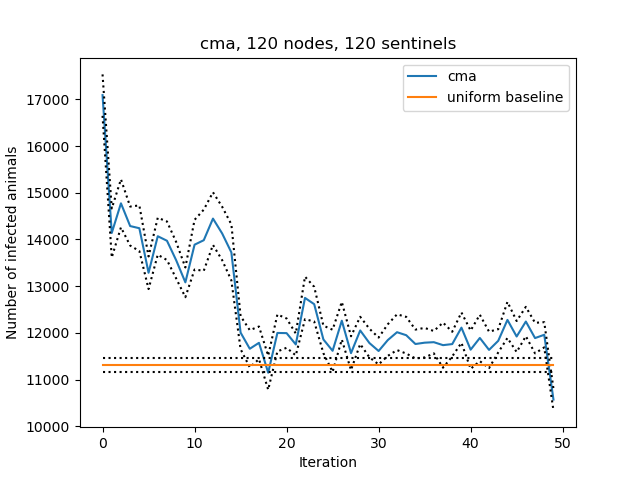 cma, 120 nodes, 120 sentinels
cma
uniform baseline
Number of infected animals
17000
16000
15000
14000
13000
12000
11000
10000
0 10 20 30 40 50
Iteration